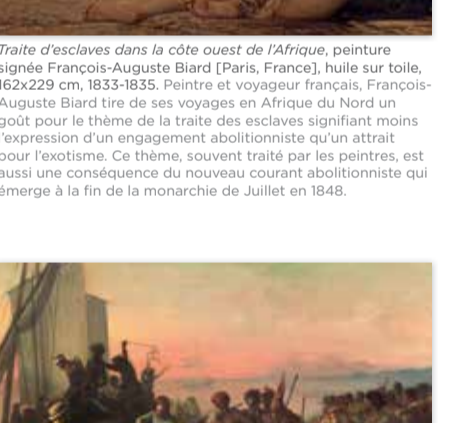 Traite d'esclaves dans la côte ouest de l'Afrique, peinture
signée François-Auguste Biard [Paris, France], huile sur toile,
162x229 cm, 1833-1835. Peintre et voyageur français, François-
Auguste Biard tire de ses voyages en Afrique du Nord un
goût pour le thème de la traite des esclaves signifiant moins
l'expression d'un engagement abolitionniste qu'un attrait
pour l'exotisme. Ce thème, souvent traité par les peintres, est
aussi une conséquence du nouveau courant abolitionniste qui
émerge à la fin de la monarchie de Juillet en 1848.